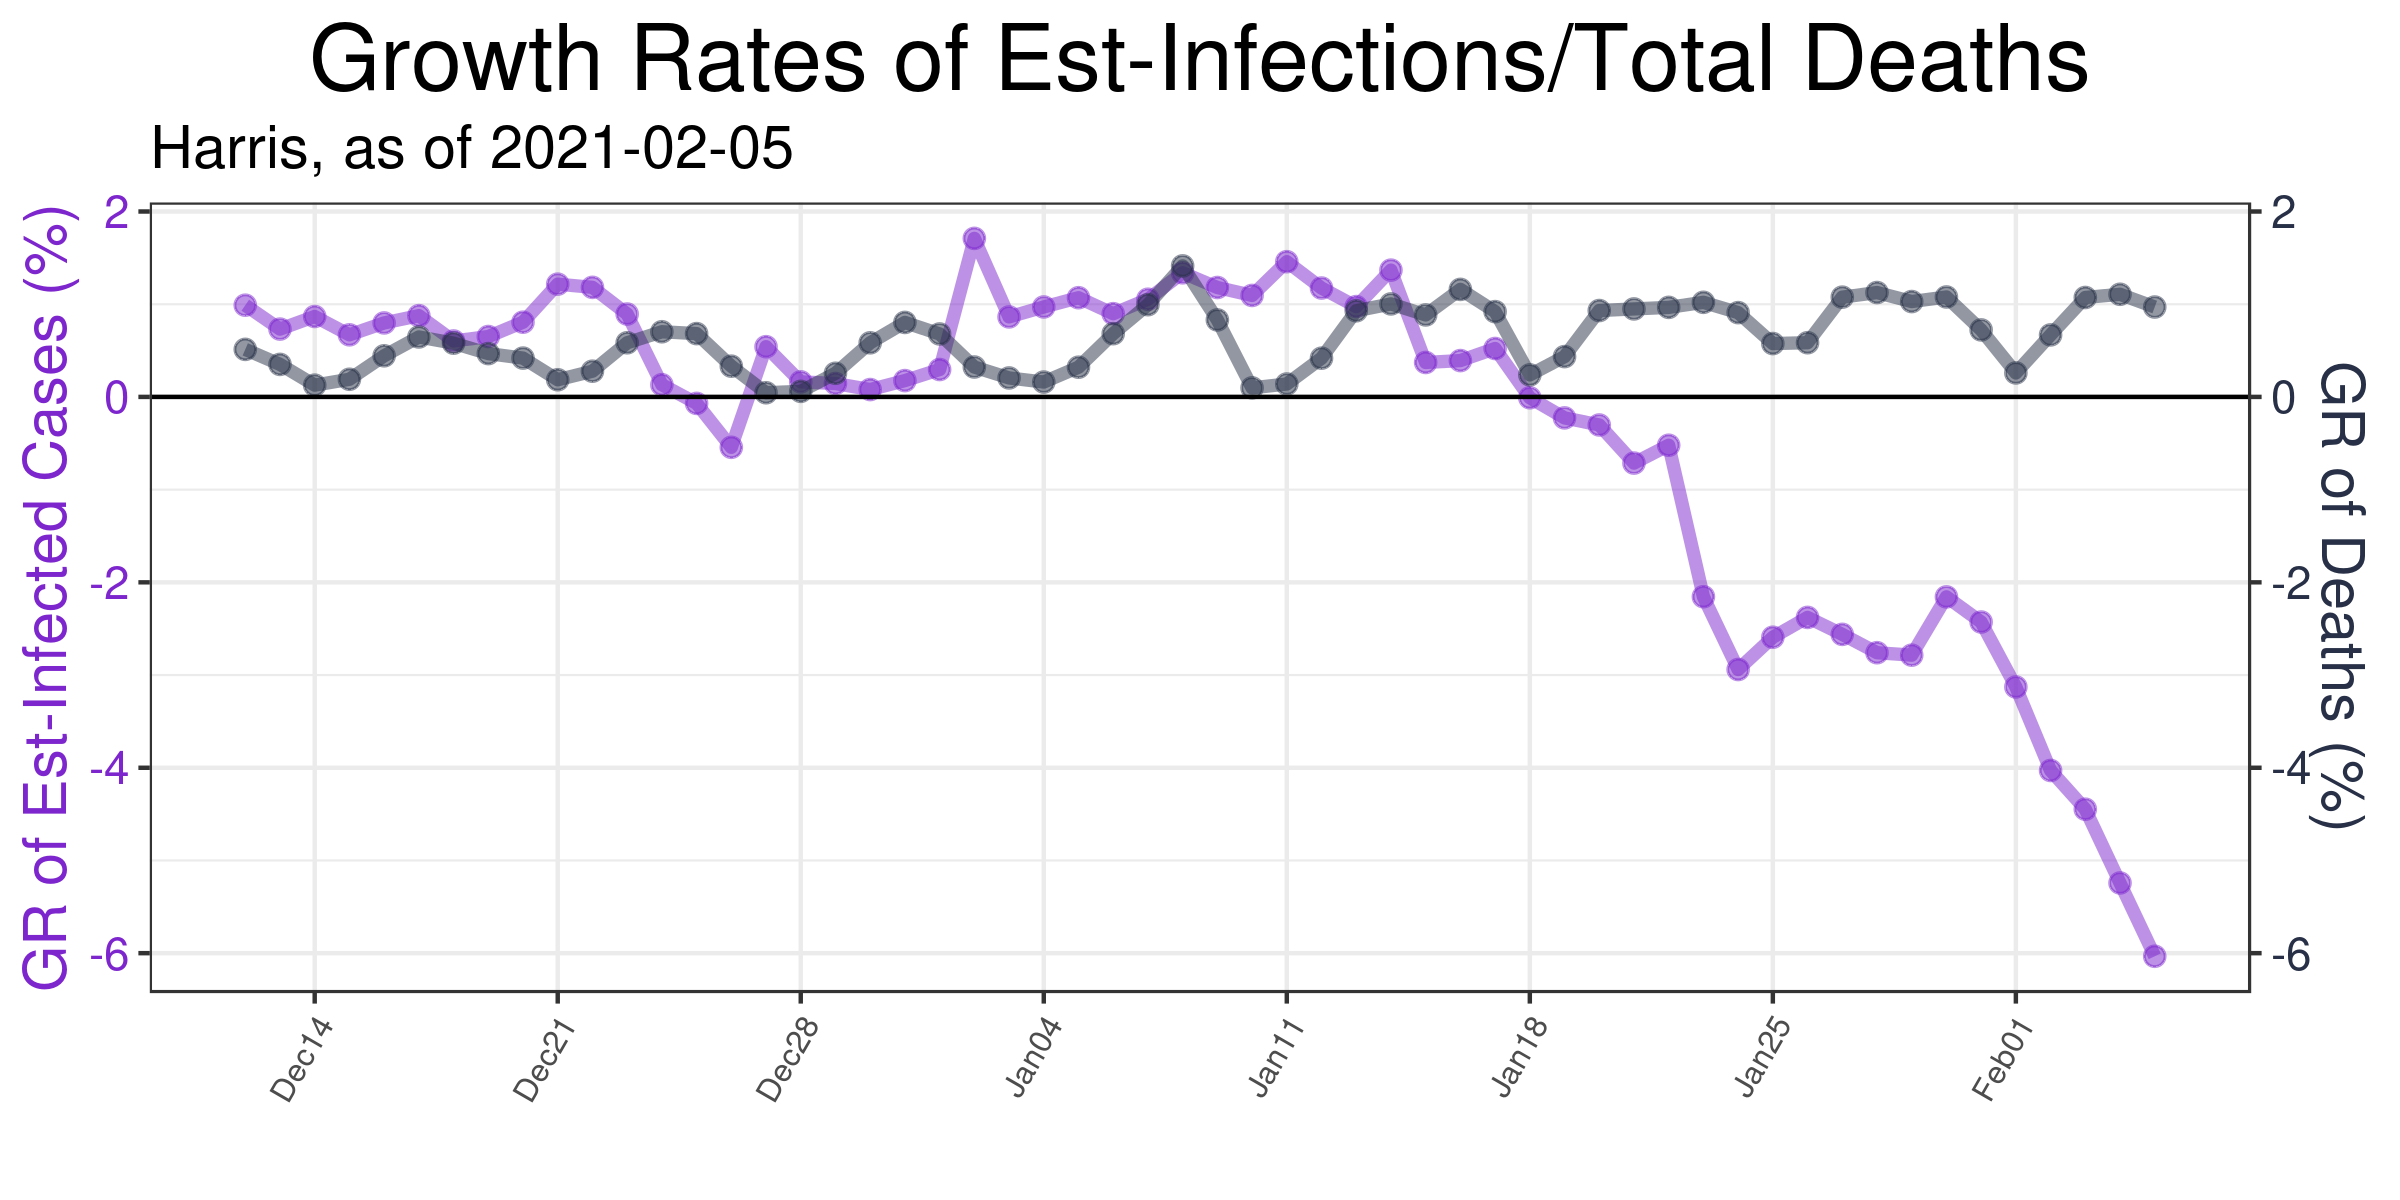 Growth Rates of Est-Infections/Total Deaths
Harris, as of 2021-02-05
GR of Est-Infected Cases (%)
2
0
-2
-4
-6
2
0
-2
-4
-6
GR of Deaths (%)
Dec14
Dec21
Dec28
Jan04
Jan11
Jan18
Jan25
Feb01